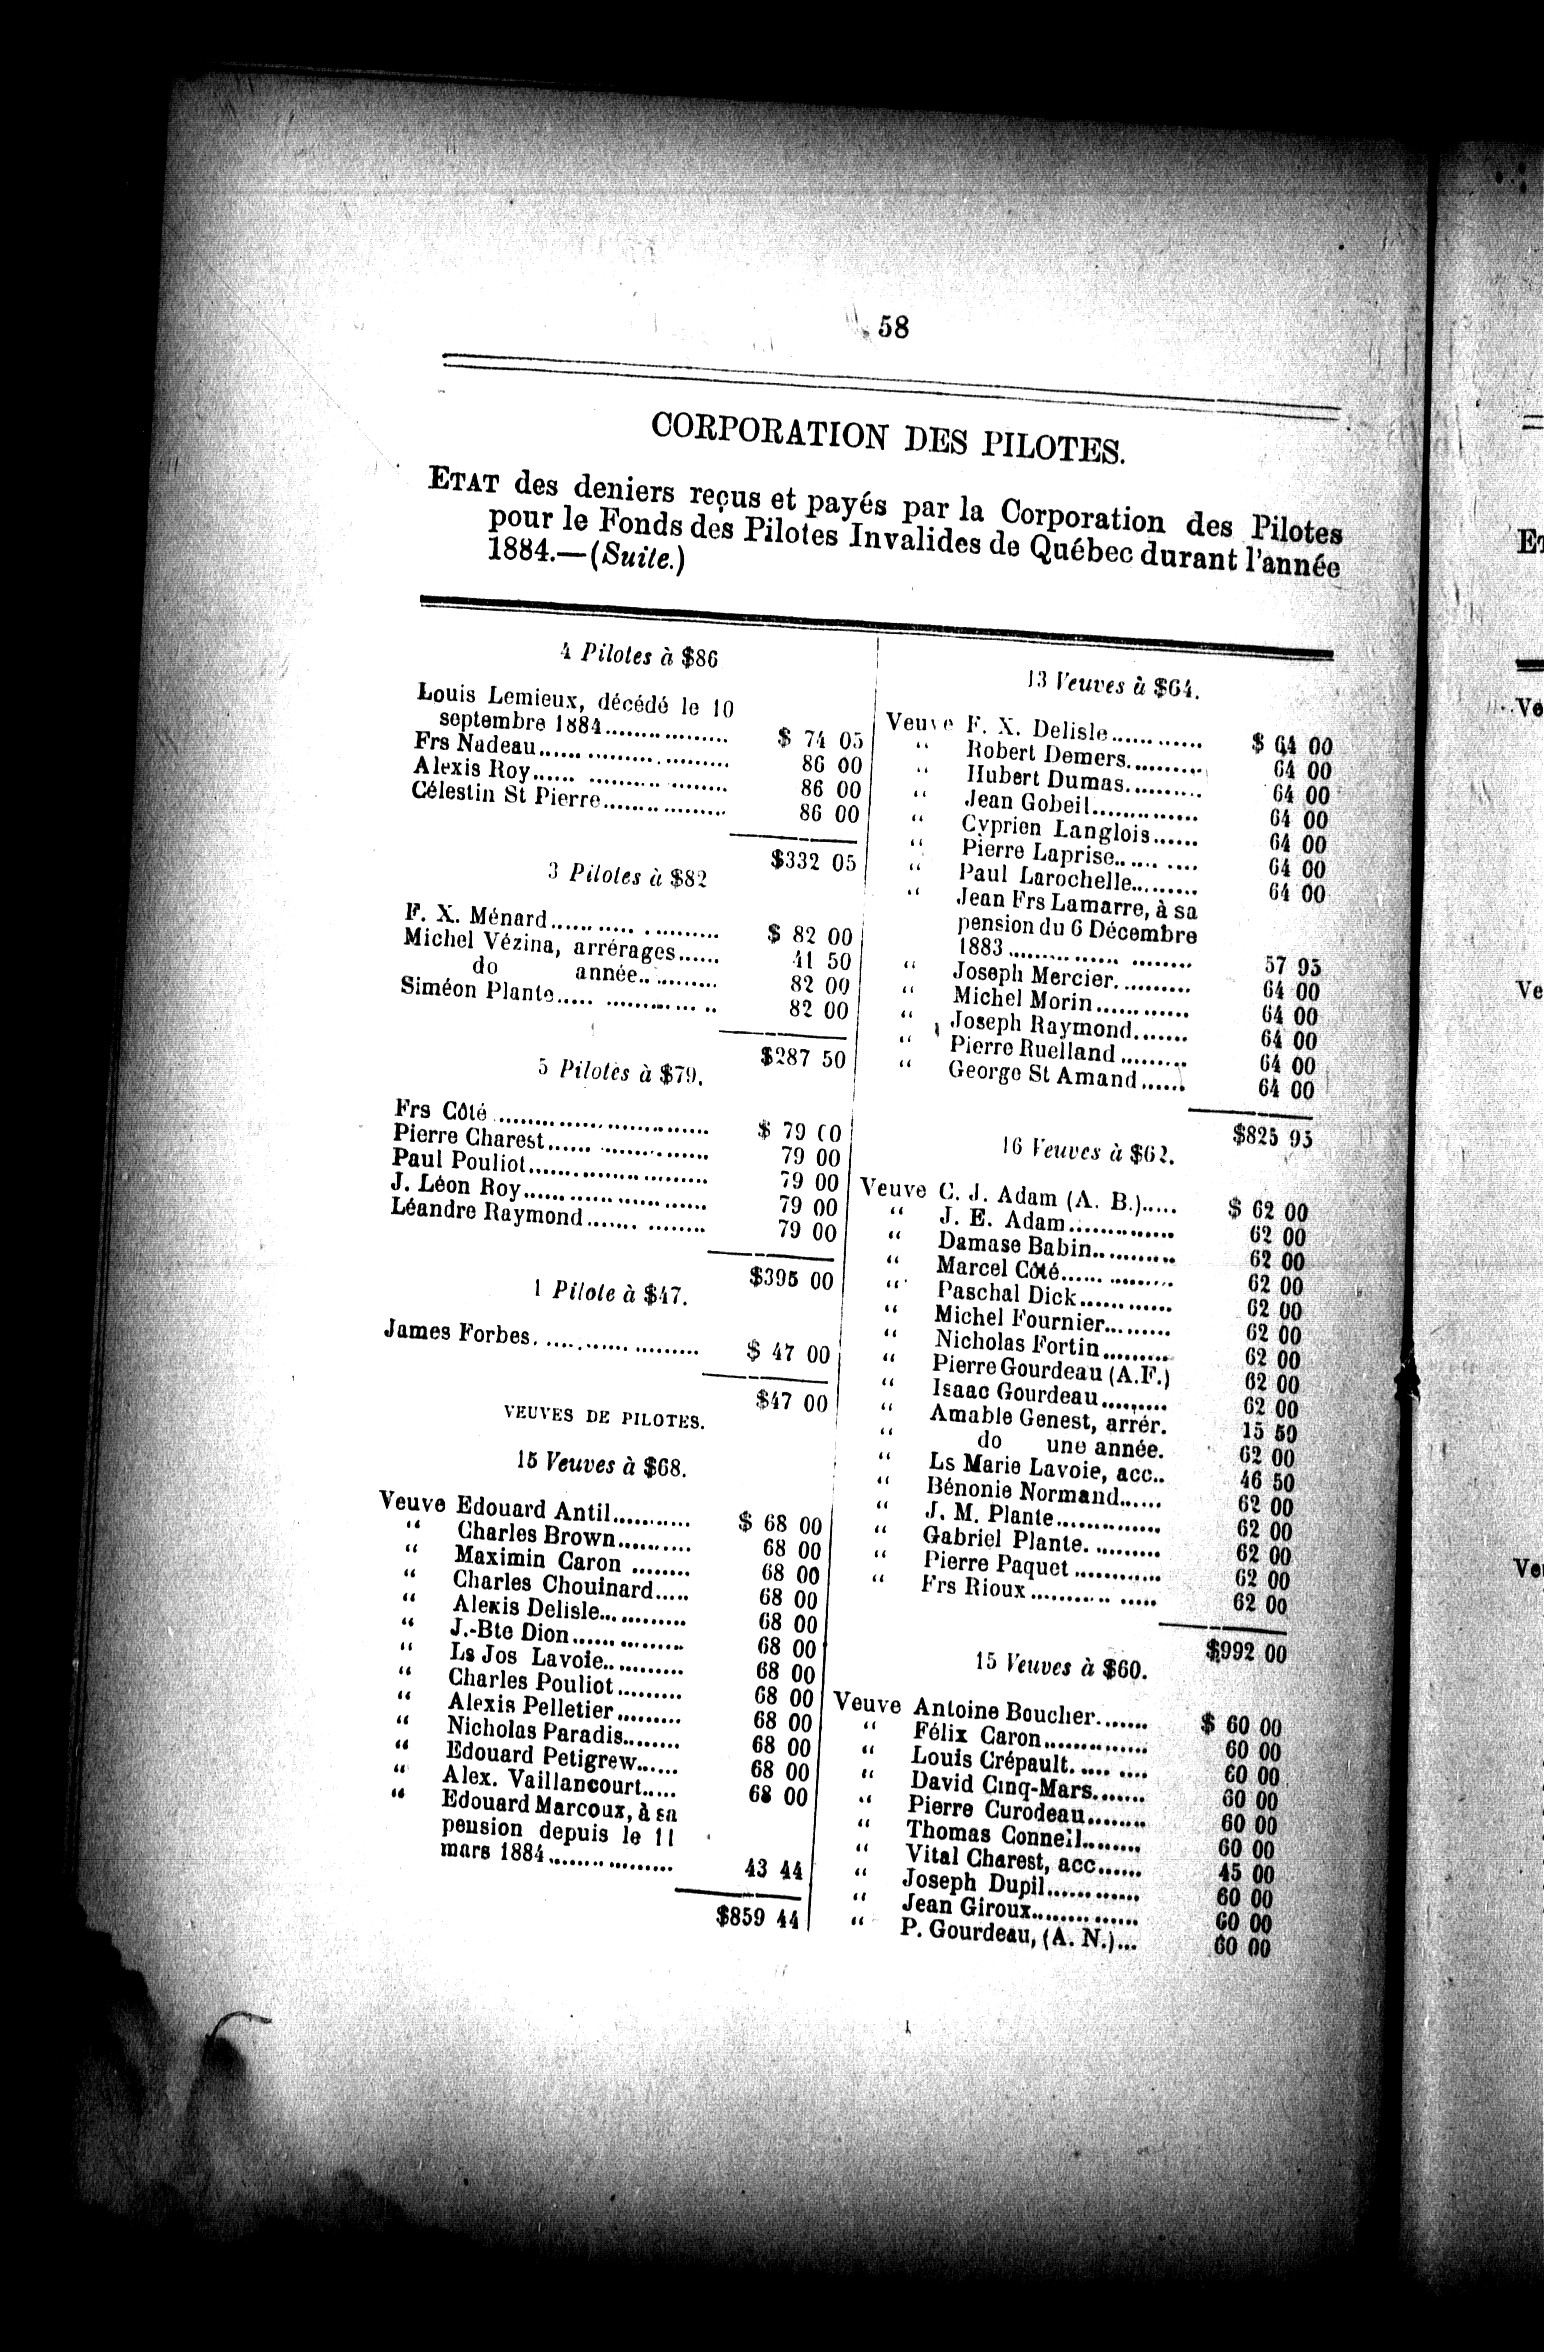 58
CORPORATION DES PILOTES.
ETAT des deniers reçus et payés par la Corporation des Pilotes
pour le Fonds des Pilotes Invalides de Québec durant l'année
1884.—(Suite.)
4 Pilotes à $86
Louis Lemieux, décédé le 10
septembre 1884.................. $ 74 05
Frs Nadeau........................... 86 00
Alexis Roy........................... 86 00
Célestin St Pierre.................. 86 00
$332 05
3 Pilotes à $82
F. X. Ménard........................ $ 82 00
Michel Vézina, arrérages...... 41 50
do année............ 82 00
Siméon Plante..................... 82 00
$287 50
5 Pilotes à $79.
Frs Côté .............................. $ 79 00
Pierre Charest..................... 79 00
Paul Pouliot........................ 79 00
J. Léon Roy........................ 79 00
Léandre Raymond............... 79 00
$395 00
1 Pilote à $47.
James Forbes..................... $ 47 00
$47 00
VEUVES DE PILOTES.
15 Veuves à $68.
Veuve Edouard Antil........... $ 68 00
“ Charles Brown.......... 68 00
“ Maximin Caron ........ 68 00
“ Charles Chouinard..... 68 00
“ Alexis Delisle............ 68 00
“ J.-Bte Dion............... 68 00
“ Ls Jos Lavoie............ 68 00
“ Charles Pouliot......... 68 00
“ Alexis Pelletier......... 68 00
“ Nicholas Paradis........ 68 00
“ Edouard Petigrew...... 68 00
“ Alex. Vaillancourt..... 68 00
“ Edouard Marcoux, à sa
pension depuis le 11
mars 1884.................. 43 44
$859 44
13 Veuves à $64.
Veuve F. X. Delisle............ $ 64 00
“ Robert Demers.......... 64 00
“ Hubert Dumas.......... 64 00
“ Jean Gobeil.............. 64 00
“ Cyprien Langlois...... 64 00
“ Pierre Laprise........... 64 00
“ Paul Larochelle......... 64 00
“ Jean Frs Lamarre, à sa
pension du 6 Décembre
1883........................ 57 95
“ Joseph Mercier.......... 64 00
“ Michel Morin............ 64 00
“ Joseph Raymond....... 64 00
“ Pierre Ruelland ......... 64 00
“ George St Amand...... 64 00
$825 95
16 Veuves à $62.
Veuve C. J. Adam (A. B.)..... $ 62 00
“ J. E. Adam............... 62 00
“ Damase Babin........... 62 00
“ Marcel Côté............... 62 00
“ Paschal Dick............ 62 00
“ Michel Fournier......... 62 00
“ Nicholas Fortin......... 62 00
“ Pierre Gourdeau (A.F.) 62 00
“ Isaac Gourdeau......... 62 00
“ Amable Genest, arrér. 15 50
“ do une année. 62 00
“ Ls Marie Lavoie, acc.. 46 50
“ Bénonie Normand...... 62 00
“ J. M. Plante.............. 62 00
“ Gabriel Plante.......... 62 00
“ Pierre Paquet ............ 62 00
“ Frs Rioux.................. 62 00
$992 00
15 Veuves à $60.
Veuve Antoine Boucher....... $ 60 00
“ Félix Caron.............. 60 00
“ Louis Crépault.......... 60 00
“ David Cinq-Mars....... 60 00
“ Pierre Curodeau........ 60 00
“ Thomas Connell........ 60 00
“ Vital Charest, acc...... 45 00
“ Joseph Dupil............ 60 00
“ Jean Giroux.............. 60 00
“ P. Gourdeau, (A. N.)... 60 00